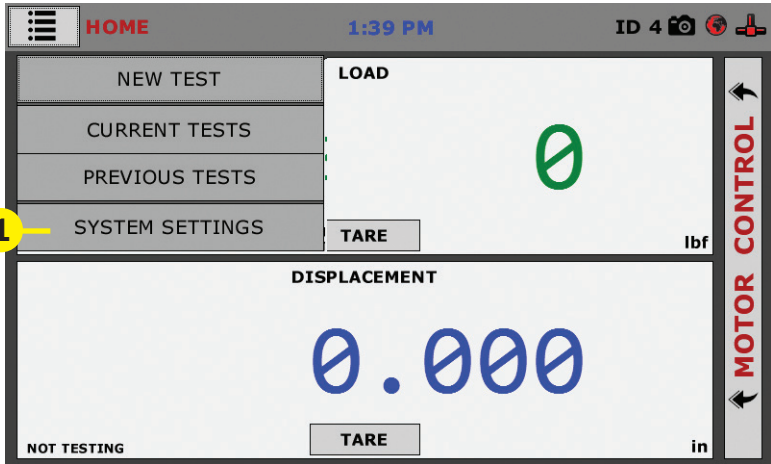 HOME 1:39 PM ID 4
NEW TEST
CURRENT TESTS
PREVIOUS TESTS
SYSTEM SETTINGS
1
LOAD
0
TARE
lbf
DISPLACEMENT
0.000
NOT TESTING
TARE
in
MOTOR CONTROL